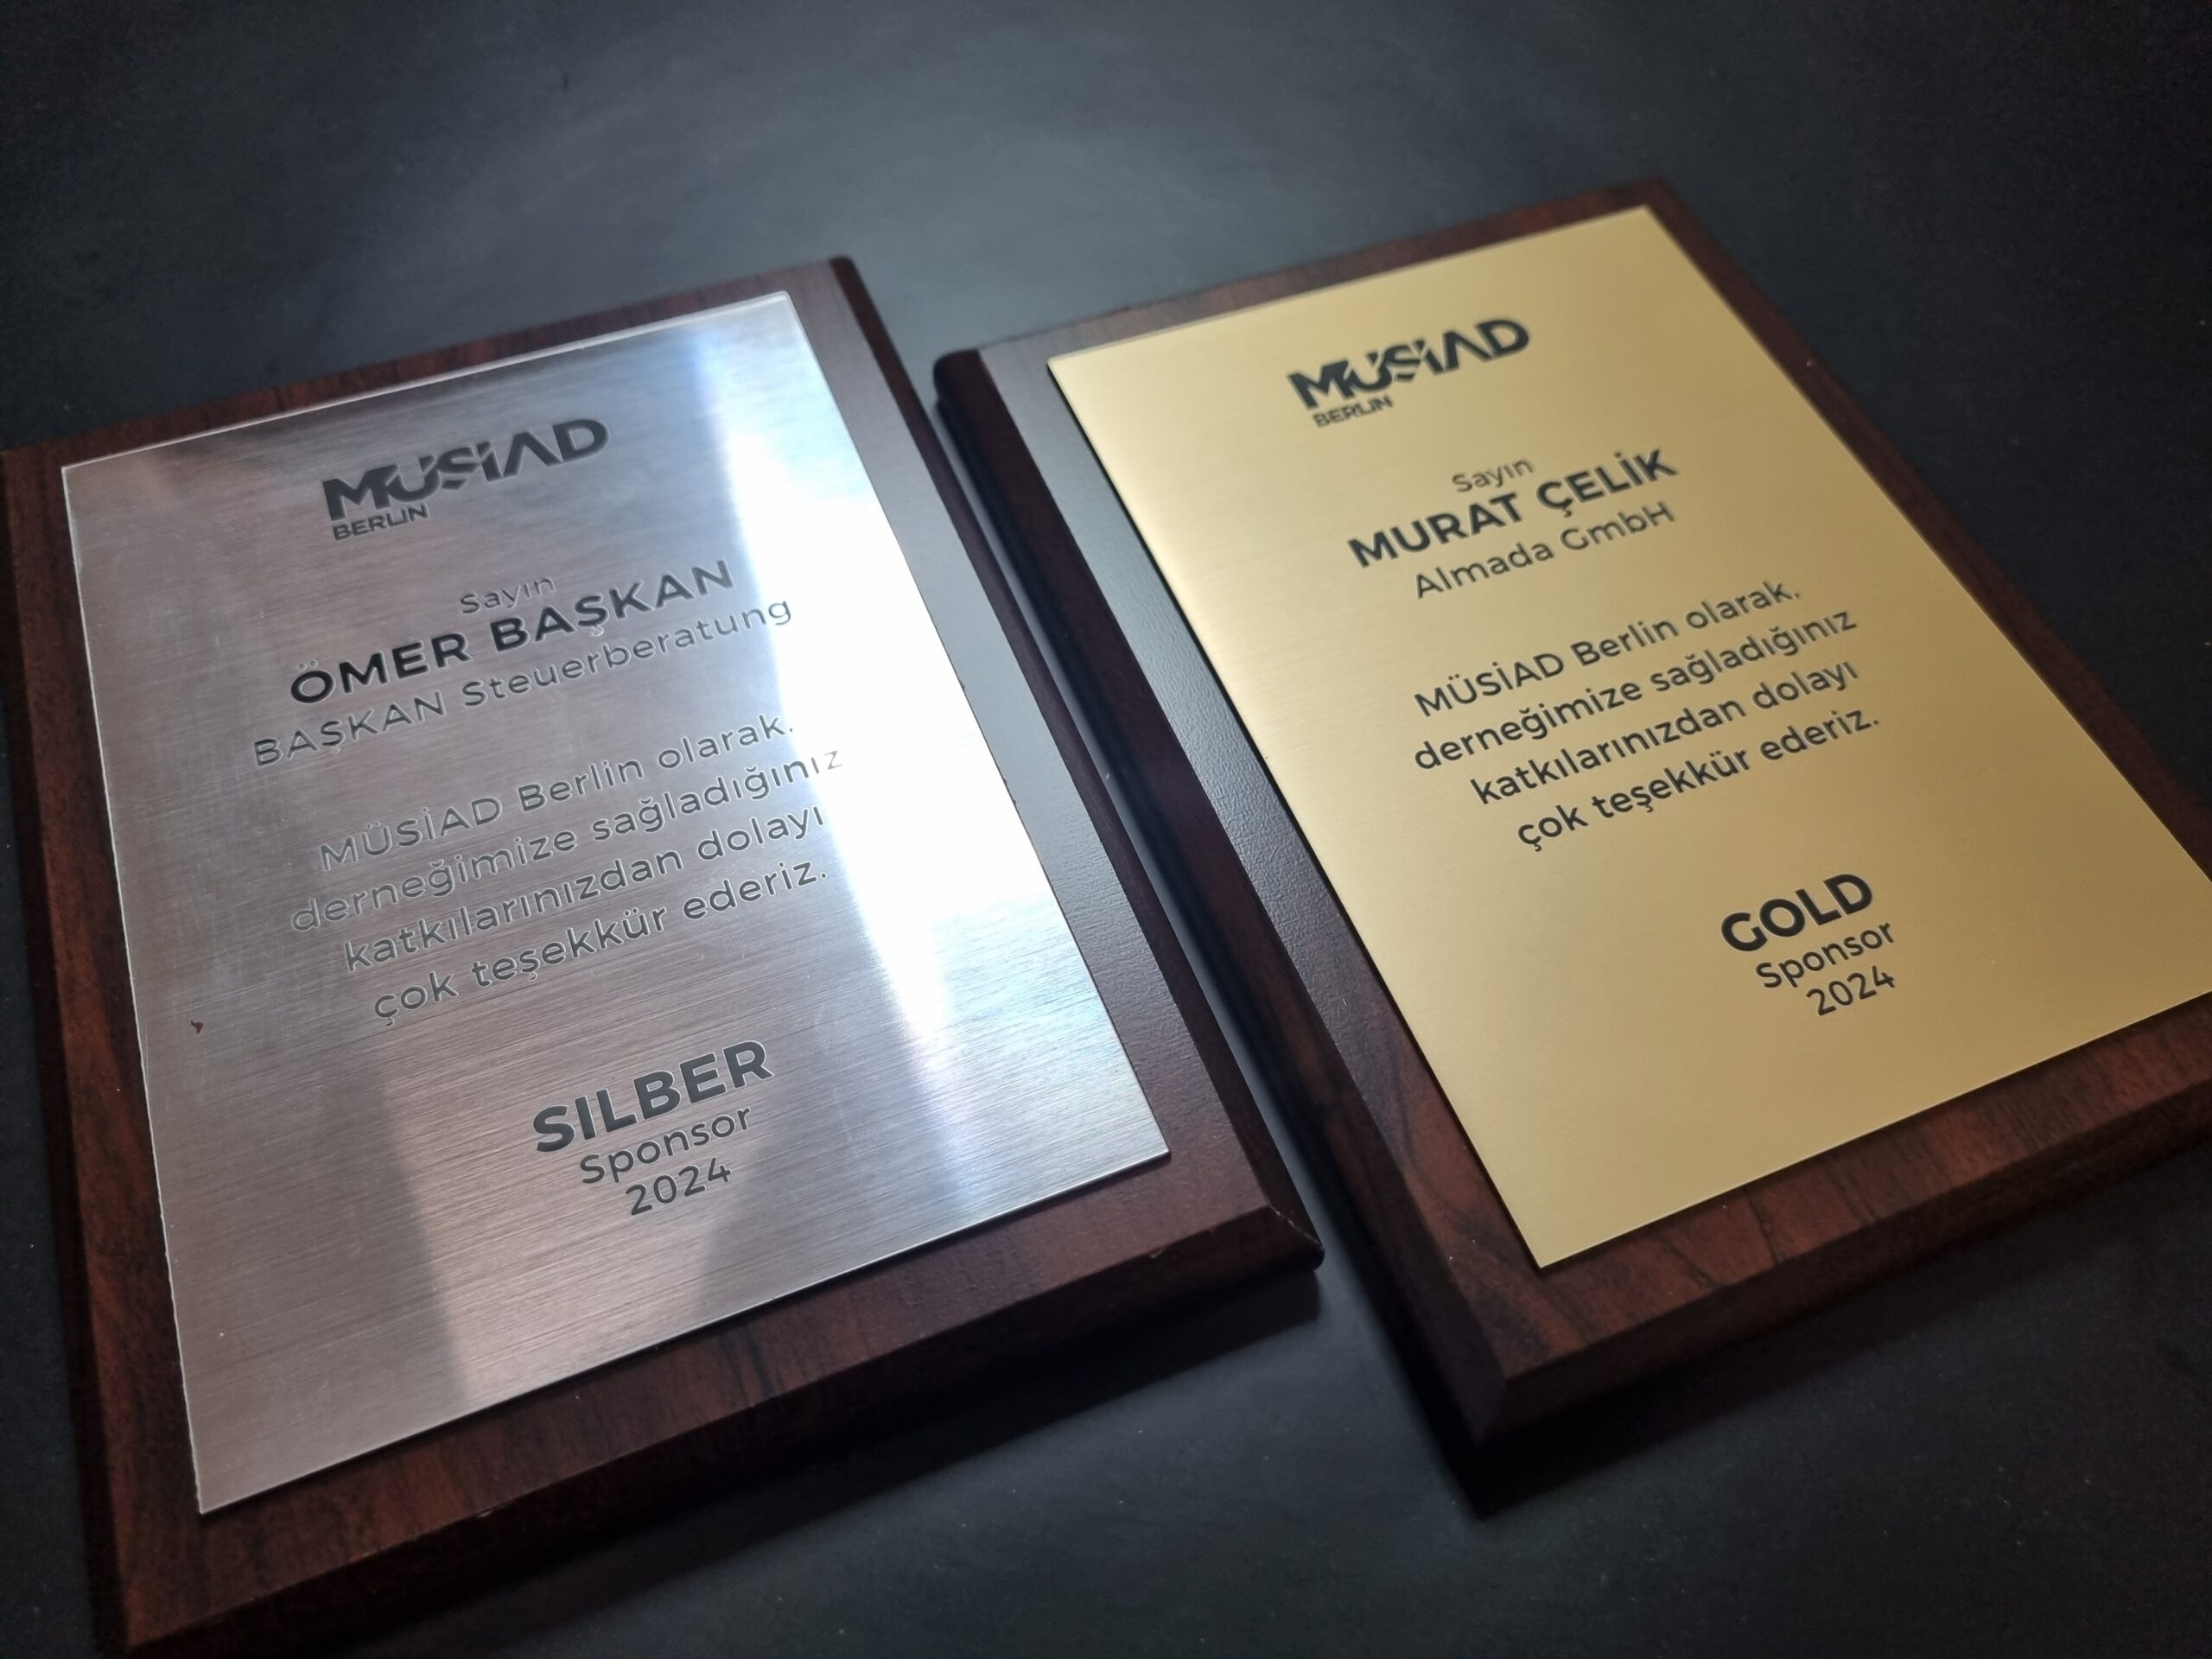 MÜSİAD
BERLIN
Sayın
ÖMER BAŞKAN
BAŞKAN Steuerberatung
MÜSİAD Berlin olarak,
derneğimize sağladığınız
katkılarınızdan dolayı
çok teşekkür ederiz.
SILBER
Sponsor
2024
MÜSİAD
BERLIN
Sayın
MURAT ÇELİK
Almada GmbH
MÜSİAD Berlin olarak,
derneğimize sağladığınız
katkılarınızdan dolayı
çok teşekkür ederiz.
GOLD
Sponsor
2024